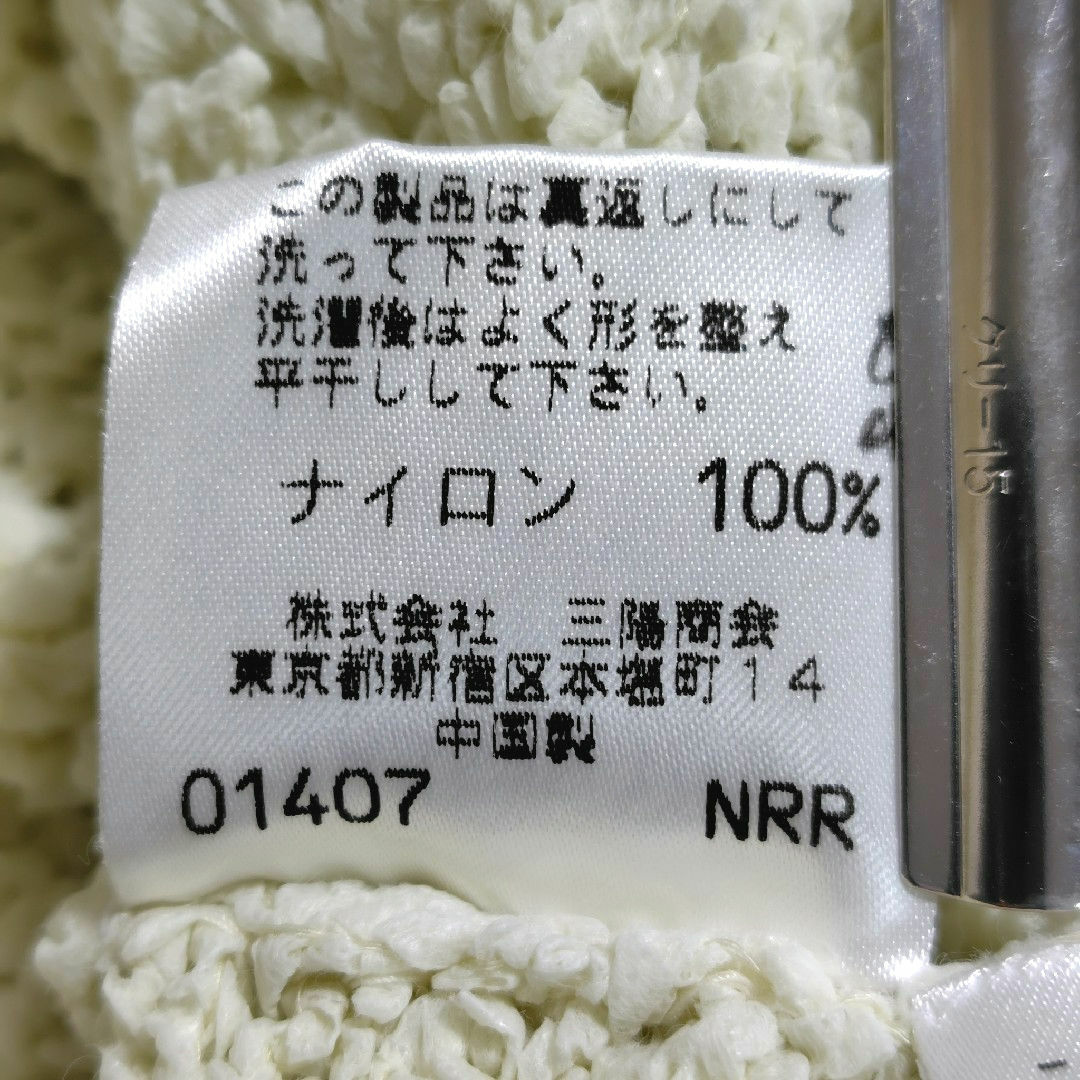 この製品は裏返しにして
洗って下さい。
洗濯後はよく形を整え
平干しして下さい。
ナイロン 100%
株式会社 三陽商会
東京都新宿区本塩町14
中国製
01407 NRR
クリ-15